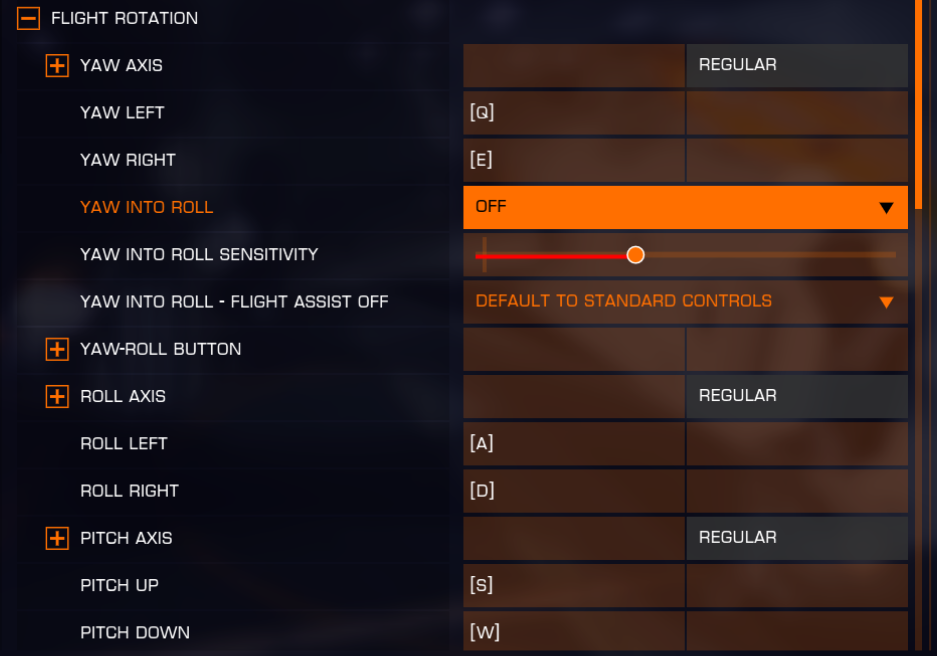 FLIGHT ROTATION
YAW AXIS REGULAR
YAW LEFT [Q]
YAW RIGHT [E]
YAW INTO ROLL OFF
YAW INTO ROLL SENSITIVITY
YAW INTO ROLL - FLIGHT ASSIST OFF DEFAULT TO STANDARD CONTROLS
YAW-ROLL BUTTON
ROLL AXIS REGULAR
ROLL LEFT [A]
ROLL RIGHT [D]
PITCH AXIS REGULAR
PITCH UP [S]
PITCH DOWN [W]